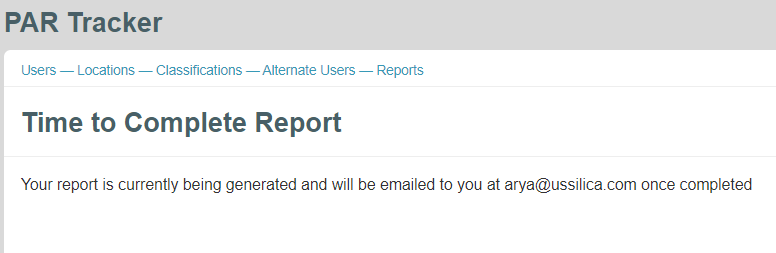 PAR Tracker
Users — Locations — Classifications — Alternate Users — Reports
Time to Complete Report
Your report is currently being generated and will be emailed to you at arya@ussilica.com once completed